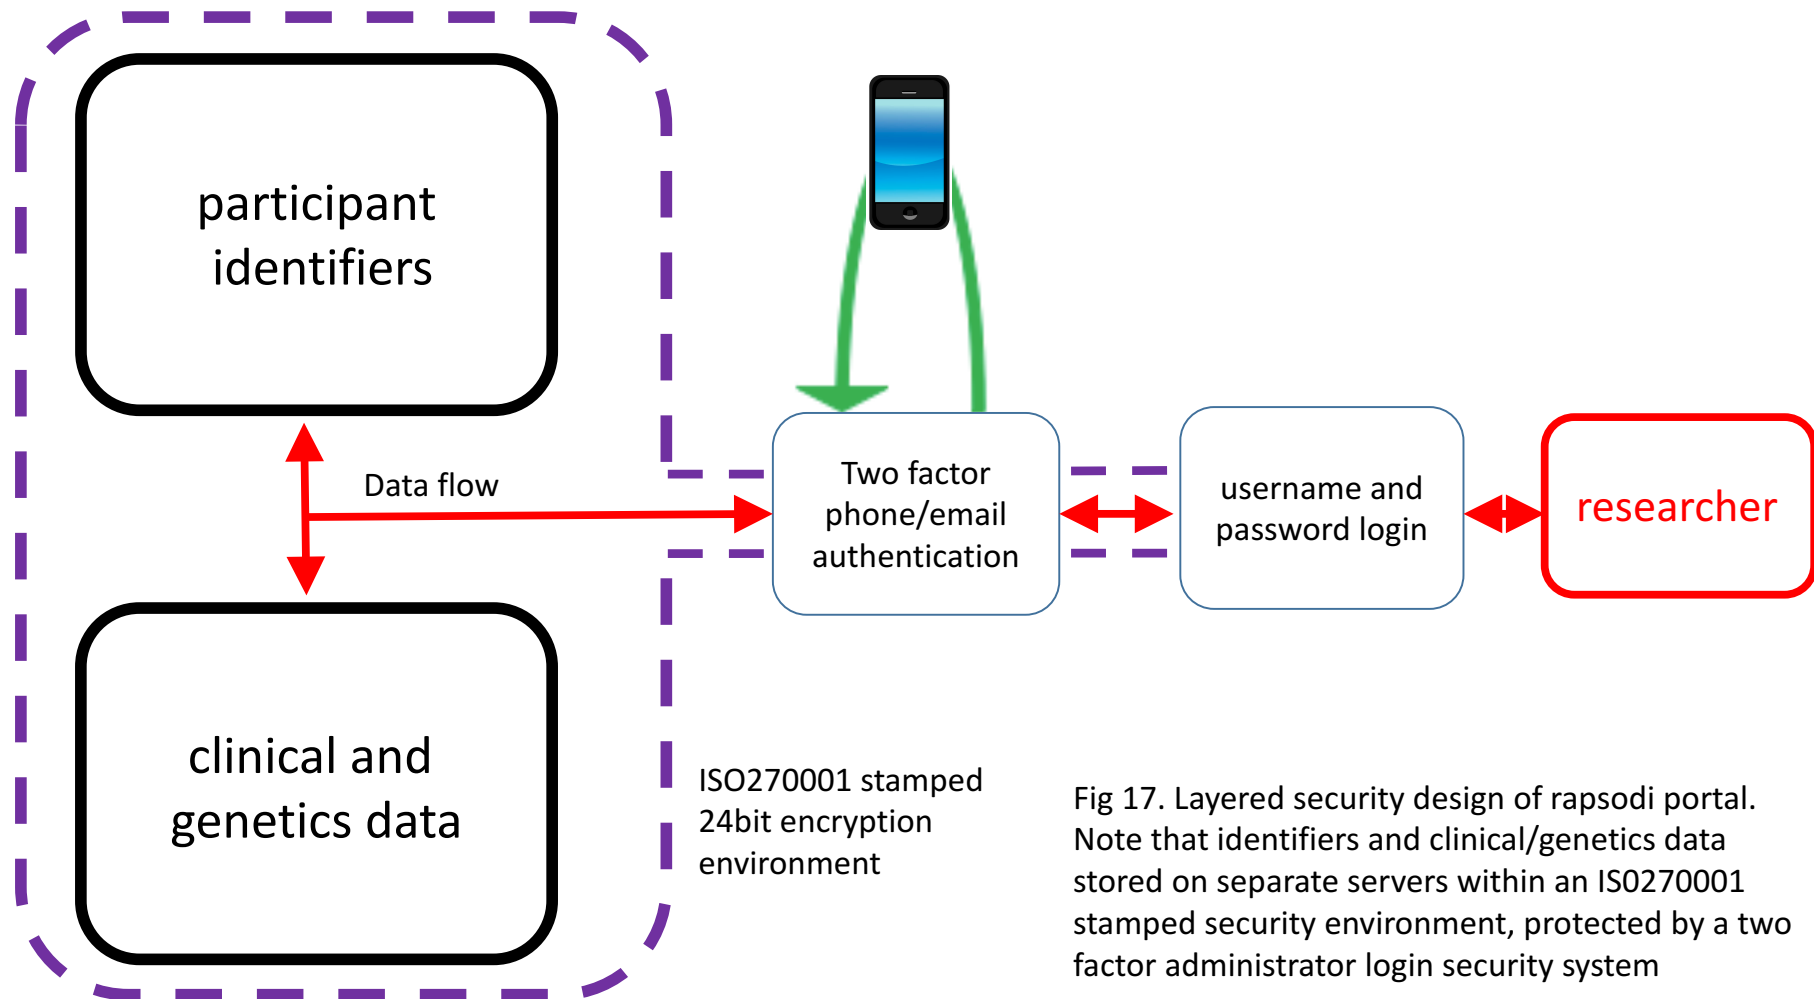 participant
identifiers
Data flow
clinical and
genetics data
Two factor
phone/email
authentication
username and
password login
researcher
ISO270001 stamped
24bit encryption
environment
Fig 17. Layered security design of rapsodi portal.
Note that identifiers and clinical/genetics data
stored on separate servers within an IS0270001
stamped security environment, protected by a two
factor administrator login security system